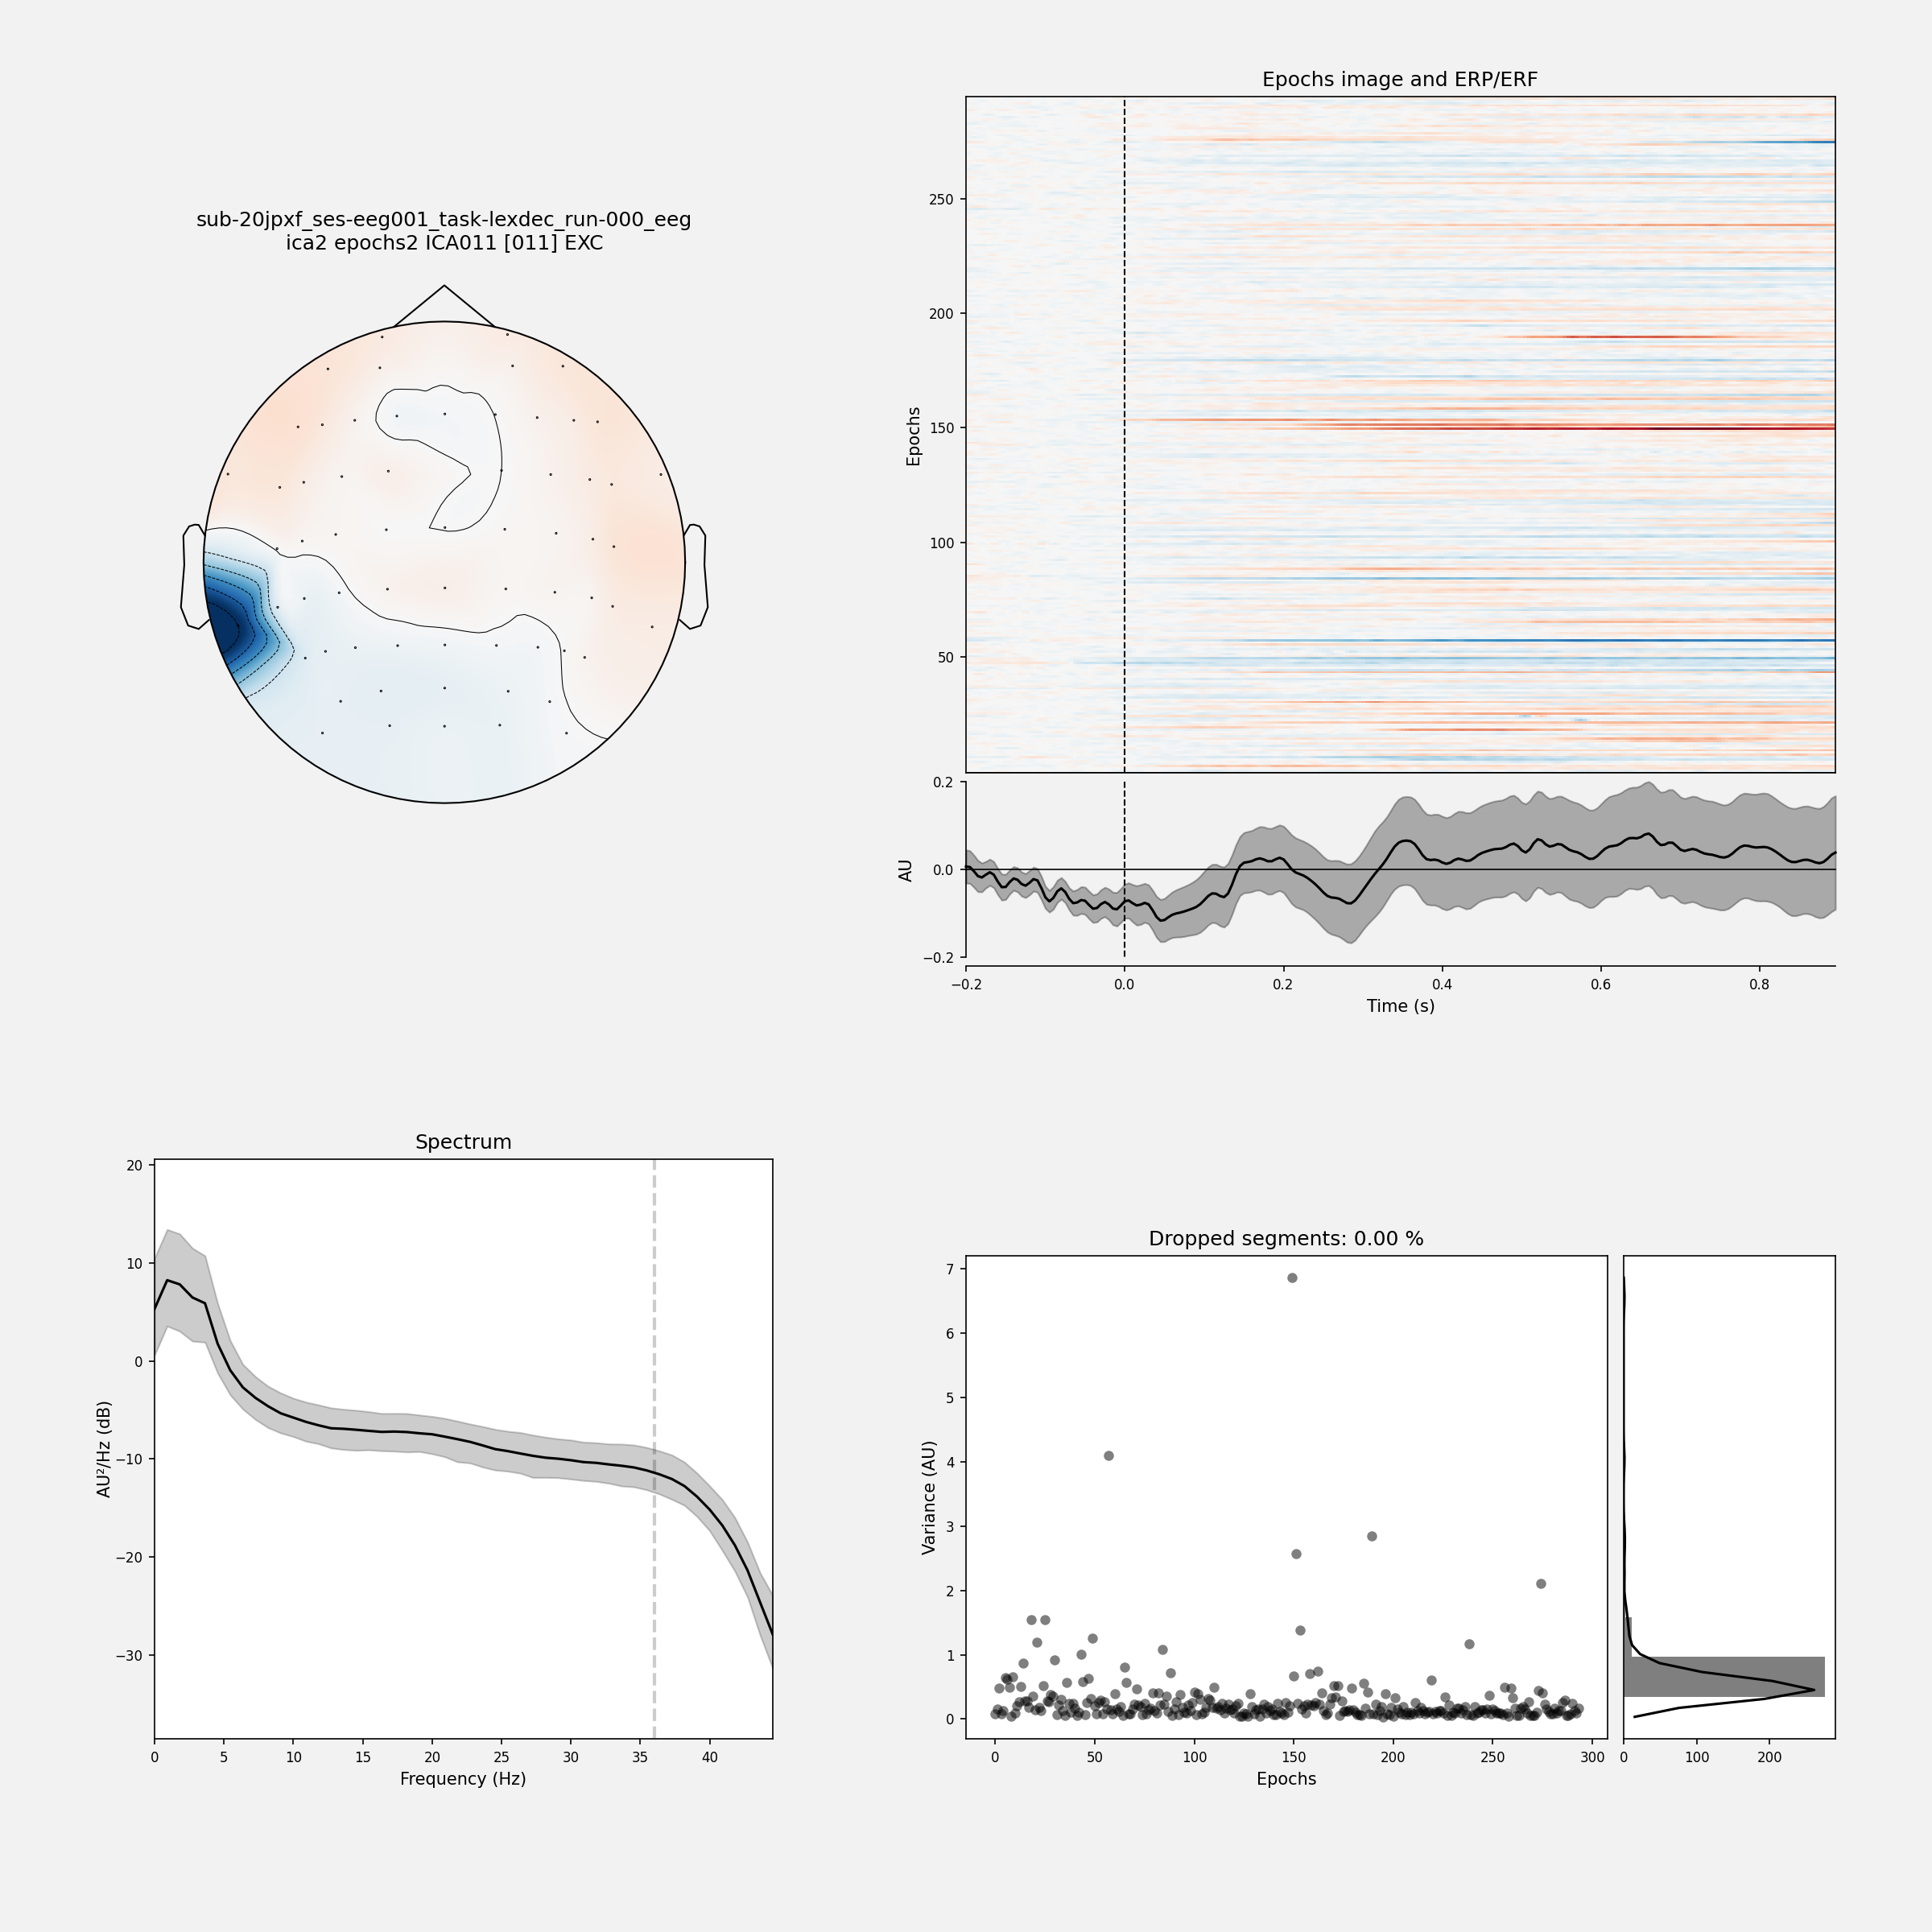 sub-20jpxf_ses-eeg001_task-lexdec_run-000_eeg
ica2 epochs2 ICA011 [011] EXC
Epochs image and ERP/ERF
Epochs
250
200
150
100
50
AU
0.2
0.0
−0.2
−0.2 0.0 0.2 0.4 0.6 0.8
Time (s)
Spectrum
AU²/Hz (dB)
20
10
0
−10
−20
−30
0 5 10 15 20 25 30 35 40
Frequency (Hz)
Dropped segments: 0.00 %
Variance (AU)
7
6
5
4
3
2
1
0
0 50 100 150 200 250 300
Epochs
0 100 200